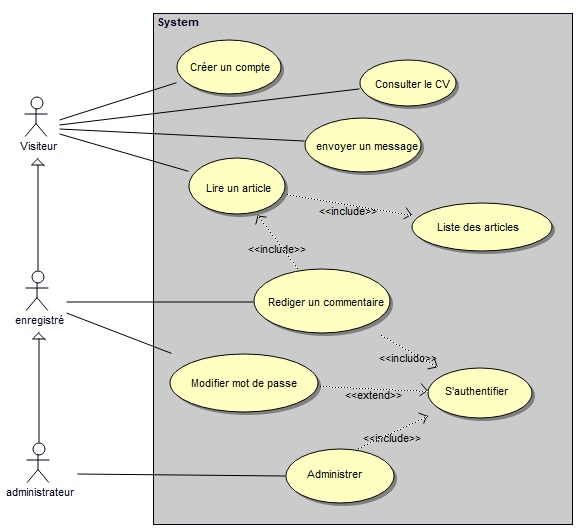 System
Créer un compte
Consulter le CV
Visiteur
envoyer un message
Lire un article
<<include>>
Liste des articles
<<include>>
enregistré
Rediger un commentaire
<<include>>
Modifier mot de passe
<<extend>>
S'authentifier
<<include>>
Administrer
administrateur